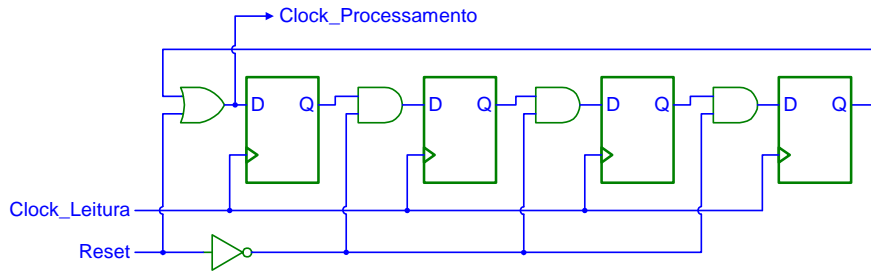 Clock_Processamento
D Q D Q D Q D Q
Clock_Leitura
Reset